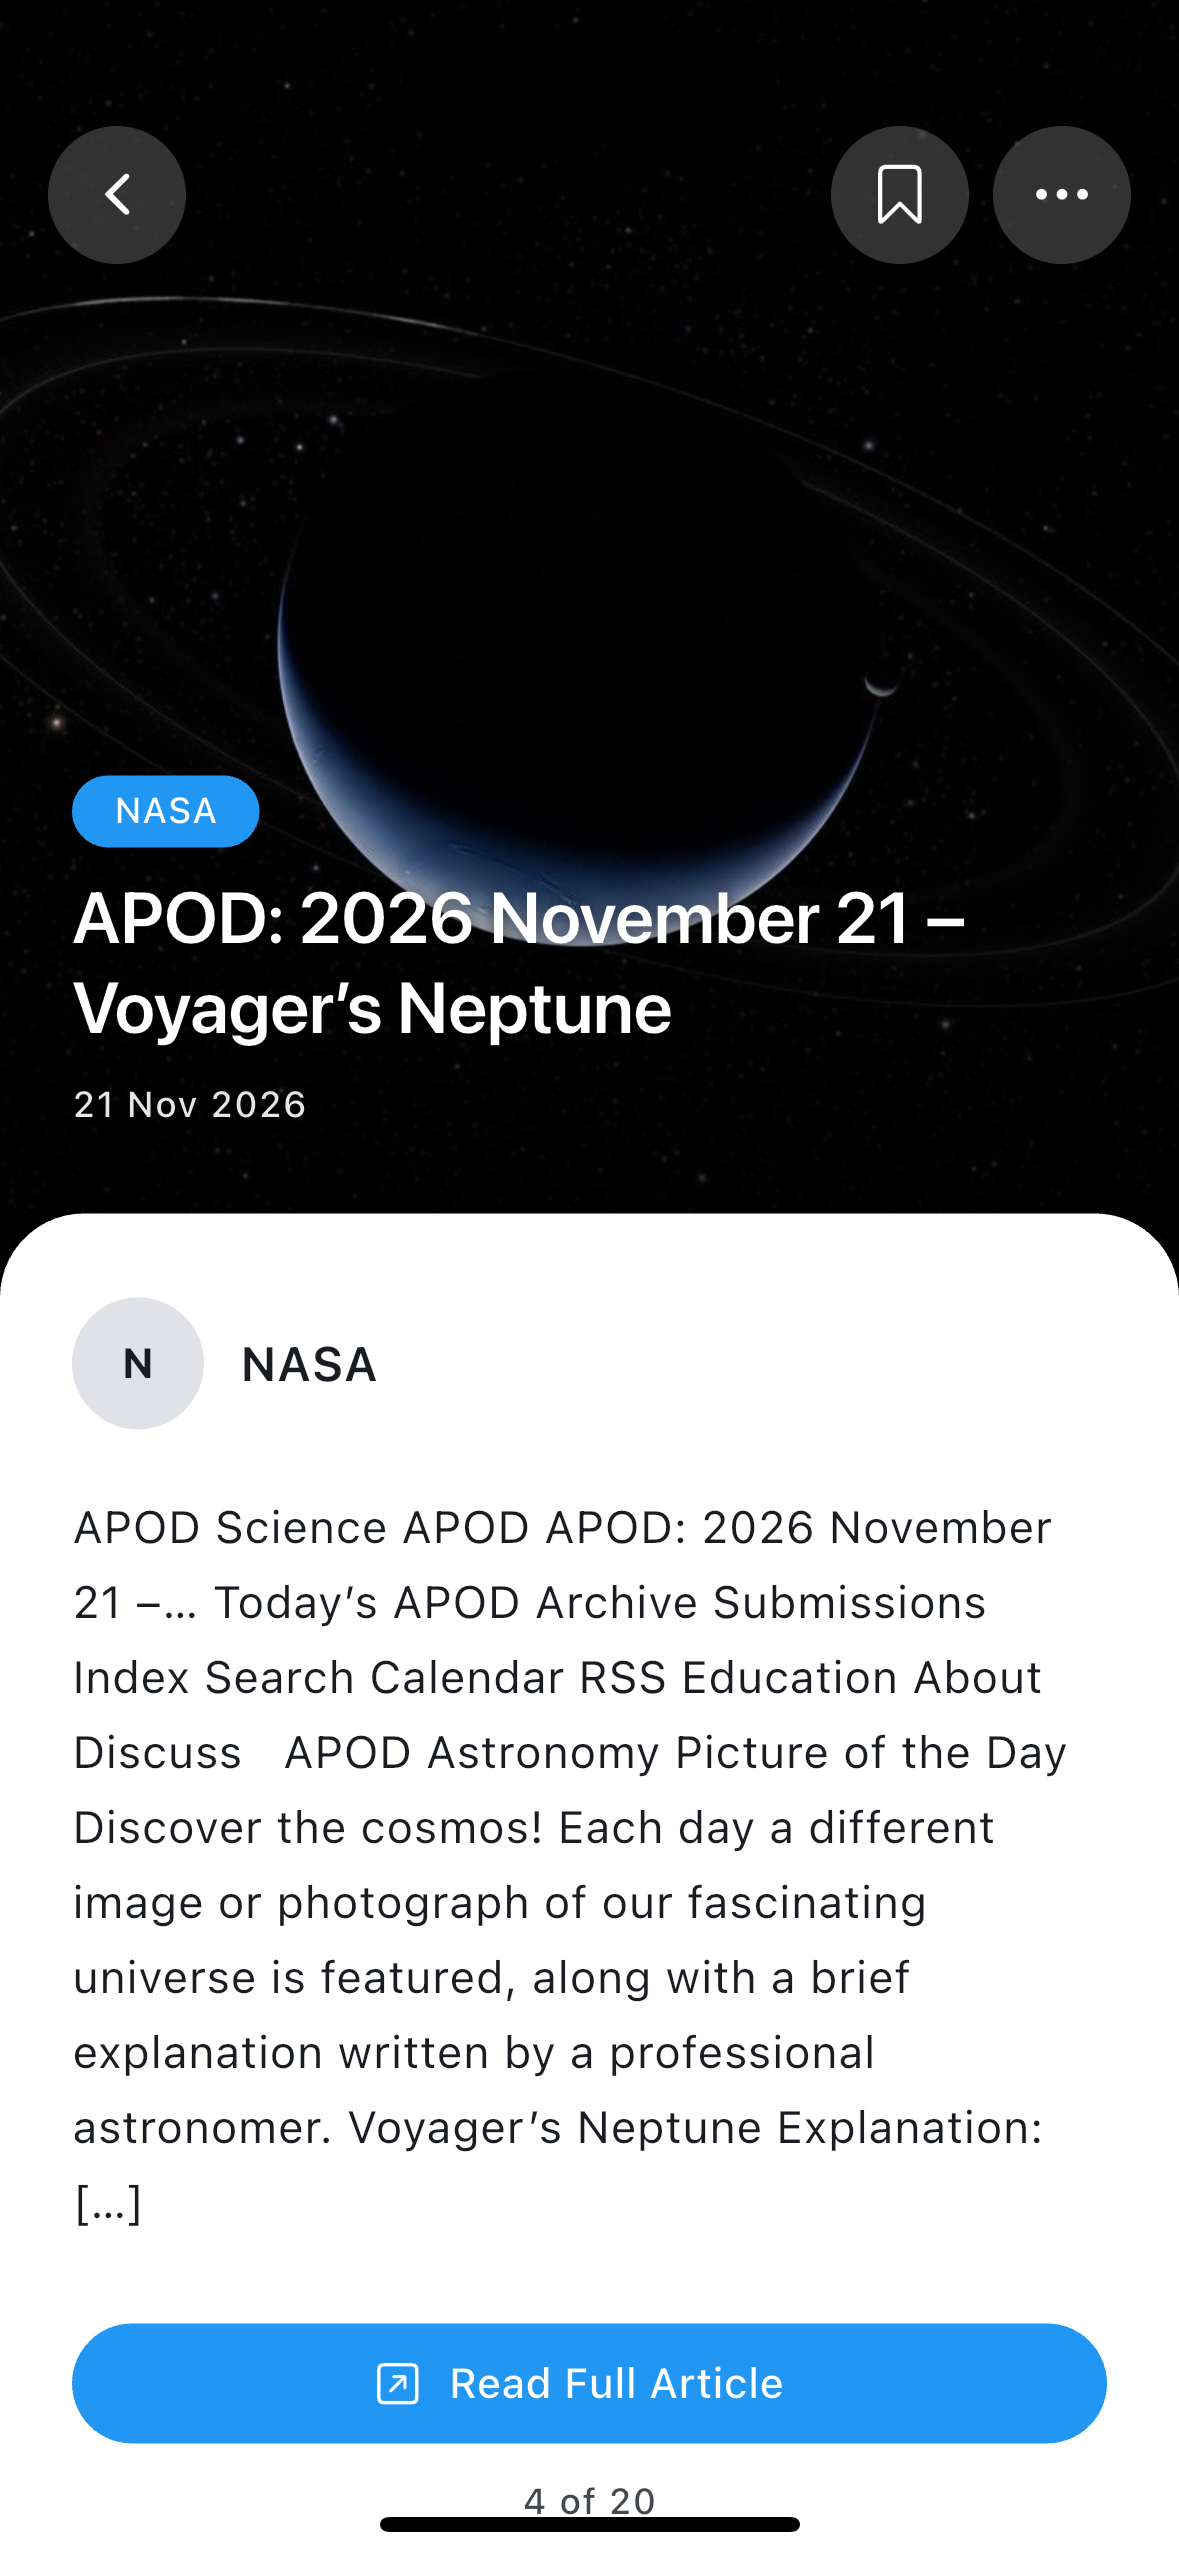 NASA
APOD: 2026 November 21 –
Voyager’s Neptune
21 Nov 2026
N
NASA
APOD Science APOD APOD: 2026 November
21 –… Today’s APOD Archive Submissions
Index Search Calendar RSS Education About
Discuss   APOD Astronomy Picture of the Day
Discover the cosmos! Each day a different
image or photograph of our fascinating
universe is featured, along with a brief
explanation written by a professional
astronomer. Voyager’s Neptune Explanation:
[…]
Read Full Article
4 of 20